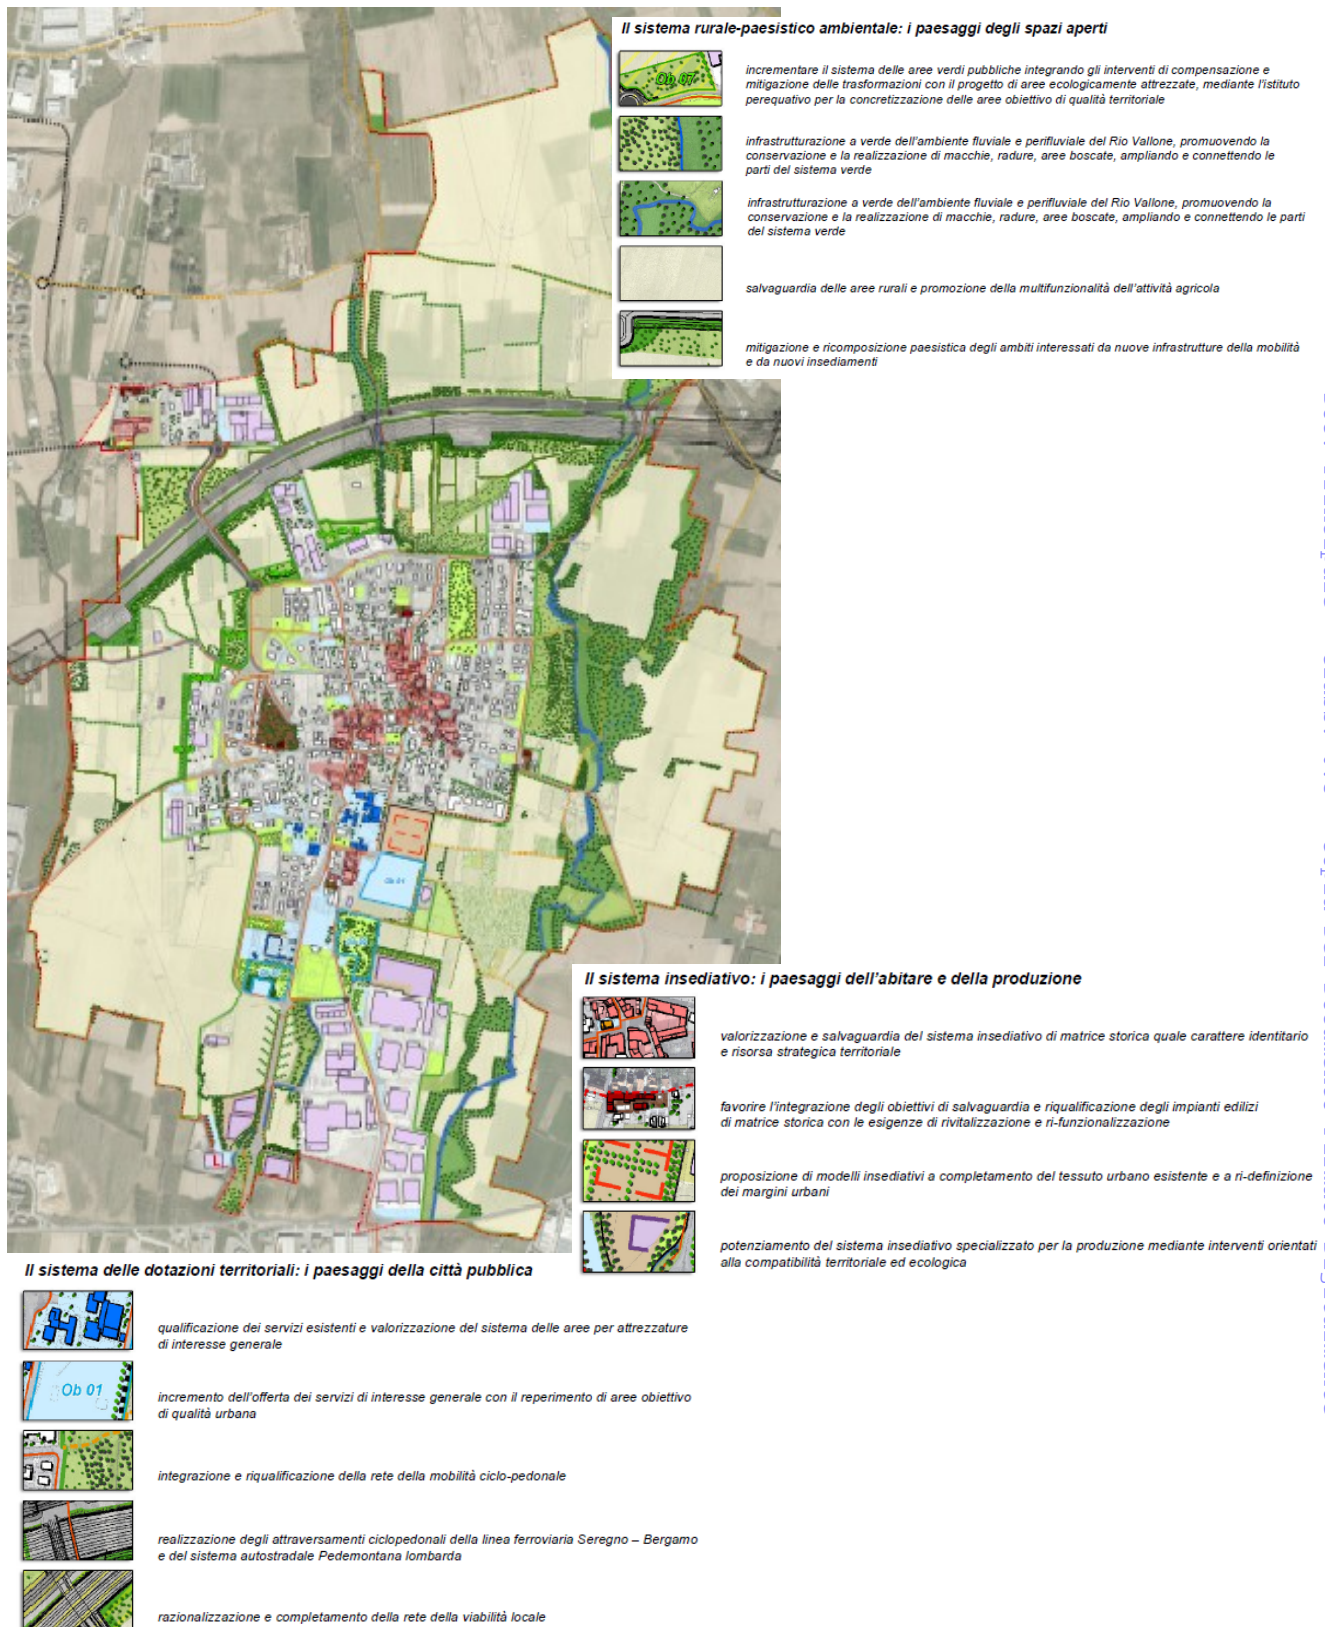 Il sistema rurale-paesistico ambientale: i paesaggi degli spazi aperti
Ob 07
incrementare il sistema delle aree verdi pubbliche integrando gli interventi di compensazione e
mitigazione delle trasformazioni con il progetto di aree ecologicamente attrezzate, mediante l'istituto
perequativo per la concretizzazione delle aree obiettivo di qualità territoriale
infrastrutturazione a verde dell'ambiente fluviale e perifluviale del Rio Vallone, promuovendo la
conservazione e la realizzazione di macchie, radure, aree boscate, ampliando e connettendo le
parti del sistema verde
infrastrutturazione a verde dell'ambiente fluviale e perifluviale del Rio Vallone, promuovendo la
conservazione e la realizzazione di macchie, radure, aree boscate, ampliando e connettendo le parti
del sistema verde
salvaguardia delle aree rurali e promozione della multifunzionalità dell'attività agricola
mitigazione e ricomposizione paesistica degli ambiti interessati da nuove infrastrutture della mobilità
e da nuovi insediamenti
Ob 01
Il sistema insediativo: i paesaggi dell'abitare e della produzione
valorizzazione e salvaguardia del sistema insediativo di matrice storica quale carattere identitario
e risorsa strategica territoriale
favorire l'integrazione degli obiettivi di salvaguardia e riqualificazione degli impianti edilizi
di matrice storica con le esigenze di rivitalizzazione e ri-funzionalizzazione
proposizione di modelli insediativi a completamento del tessuto urbano esistente e a ri-definizione
dei margini urbani
potenziamento del sistema insediativo specializzato per la produzione mediante interventi orientati
alla compatibilità territoriale ed ecologica
Il sistema delle dotazioni territoriali: i paesaggi della città pubblica
qualificazione dei servizi esistenti e valorizzazione del sistema delle aree per attrezzature
di interesse generale
Ob 01
incremento dell'offerta dei servizi di interesse generale con il reperimento di aree obiettivo
di qualità urbana
integrazione e riqualificazione della rete della mobilità ciclo-pedonale
realizzazione degli attraversamenti ciclopedonali della linea ferroviaria Seregno – Bergamo
e del sistema autostradale Pedemontana lombarda
razionalizzazione e completamento della rete della viabilità locale